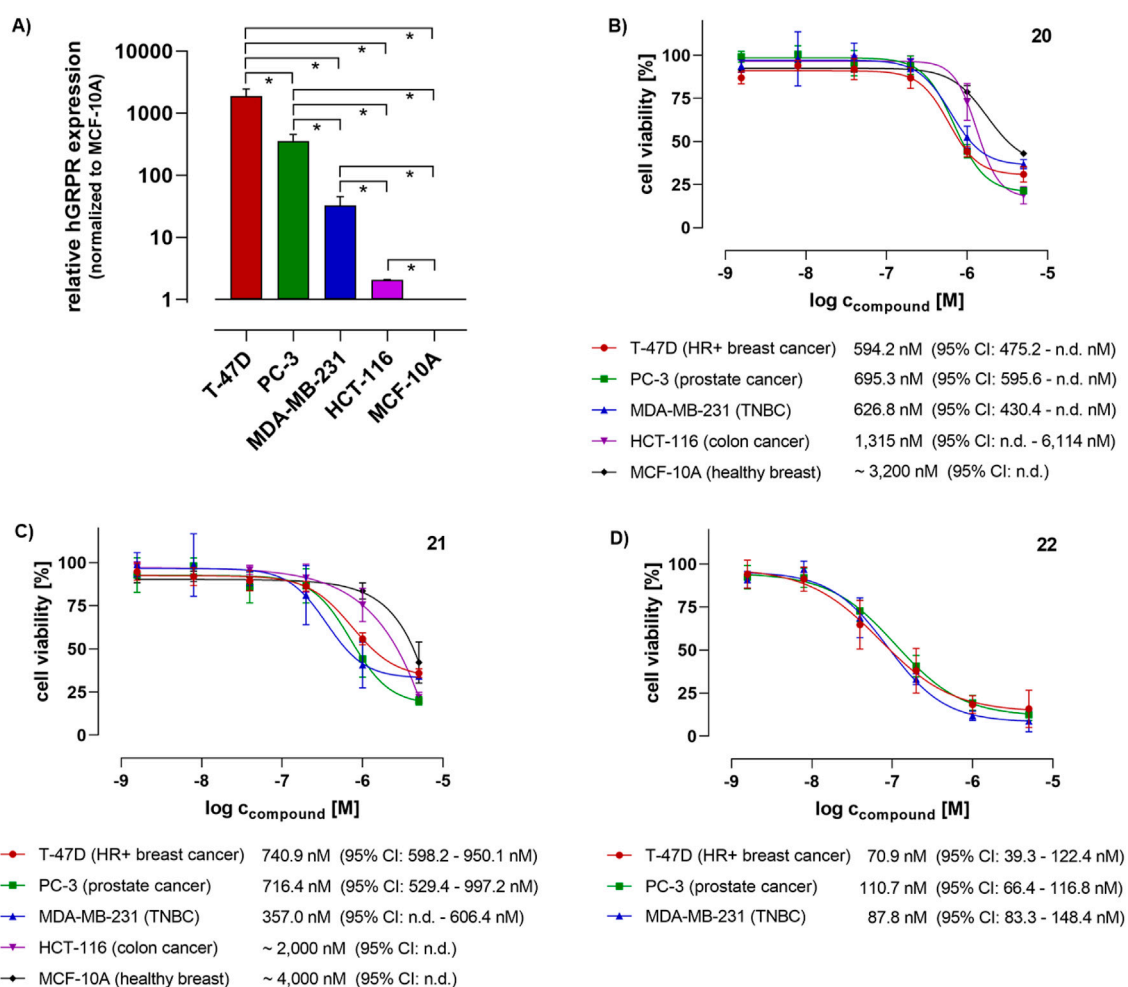 A)
relative hGRPR expression
(normalized to MCF-10A)
10000
1000
100
10
1
* * * *
* * *
* *
*
T-47D
PC-3
MDA-MB-231
HCT-116
MCF-10A
B)
20
cell viability [%]
100
75
50
25
0
-9 -8 -7 -6 -5
log c compound [M]
T-47D (HR+ breast cancer) 594.2 nM (95% CI: 475.2 - n.d. nM)
PC-3 (prostate cancer) 695.3 nM (95% CI: 595.6 - n.d. nM)
MDA-MB-231 (TNBC) 626.8 nM (95% CI: 430.4 - n.d. nM)
HCT-116 (colon cancer) 1,315 nM (95% CI: n.d. - 6,114 nM)
MCF-10A (healthy breast) ~ 3,200 nM (95% CI: n.d.)
C)
21
cell viability [%]
100
75
50
25
0
-9 -8 -7 -6 -5
log c compound [M]
T-47D (HR+ breast cancer) 740.9 nM (95% CI: 598.2 - 950.1 nM)
PC-3 (prostate cancer) 716.4 nM (95% CI: 529.4 - 997.2 nM)
MDA-MB-231 (TNBC) 357.0 nM (95% CI: n.d. - 606.4 nM)
HCT-116 (colon cancer) ~ 2,000 nM (95% CI: n.d.)
MCF-10A (healthy breast) ~ 4,000 nM (95% CI: n.d.)
D)
22
cell viability [%]
100
75
50
25
0
-9 -8 -7 -6 -5
log c compound [M]
T-47D (HR+ breast cancer) 70.9 nM (95% CI: 39.3 - 122.4 nM)
PC-3 (prostate cancer) 110.7 nM (95% CI: 66.4 - 116.8 nM)
MDA-MB-231 (TNBC) 87.8 nM (95% CI: 83.3 - 148.4 nM)